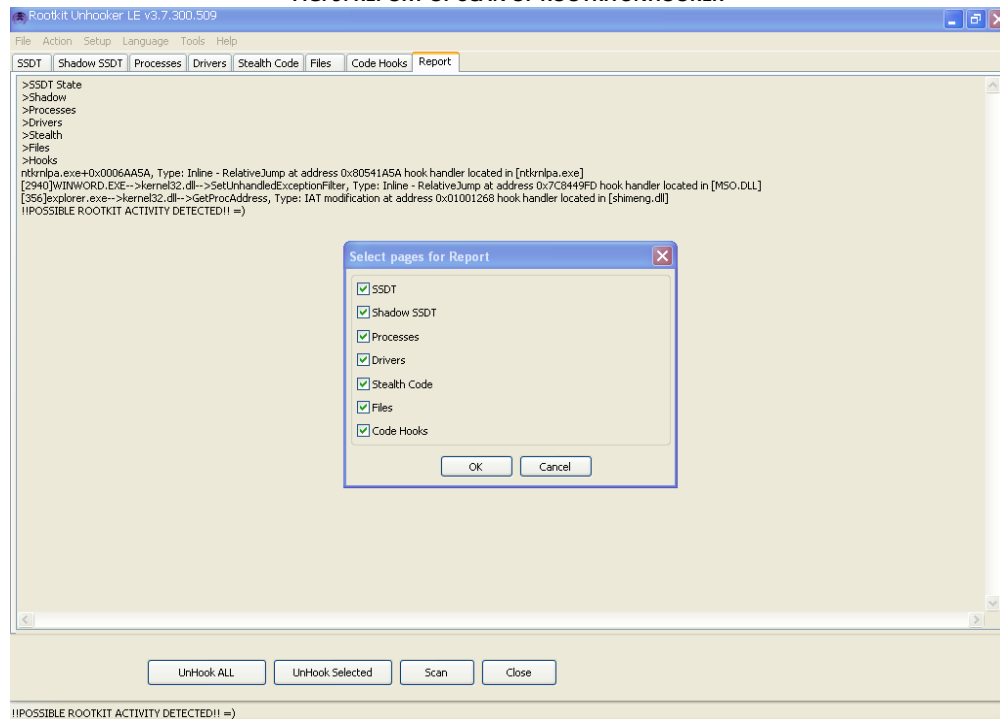 Rootkit Unhooker LE v3.7.300.509
File Action Setup Language Tools Help
SSDT Shadow SSDT Processes Drivers Stealth Code Files Code Hooks Report
>SSDT State
>Shadow
>Processes
>Drivers
>Stealth
>Files
>Hooks
ntkrnlpa.exe+0x0006AA5A, Type: Inline - RelativeJump at address 0x80541A5A hook handler located in [ntkrnlpa.exe]
[2940]WINWORD.EXE-->kernel32.dll-->SetUnhandledExceptionFilter, Type: Inline - RelativeJump at address 0x7C8449FD hook handler located in [MSO.DLL]
[356]explorer.exe-->kernel32.dll-->GetProcAddress, Type: IAT modification at address 0x01001268 hook handler located in [shimeng.dll]
!!POSSIBLE ROOTKIT ACTIVITY DETECTED!! =)
Select pages for Report
SSDT
Shadow SSDT
Processes
Drivers
Stealth Code
Files
Code Hooks
OK Cancel
UnHook ALL UnHook Selected Scan Close
!!POSSIBLE ROOTKIT ACTIVITY DETECTED!! =)